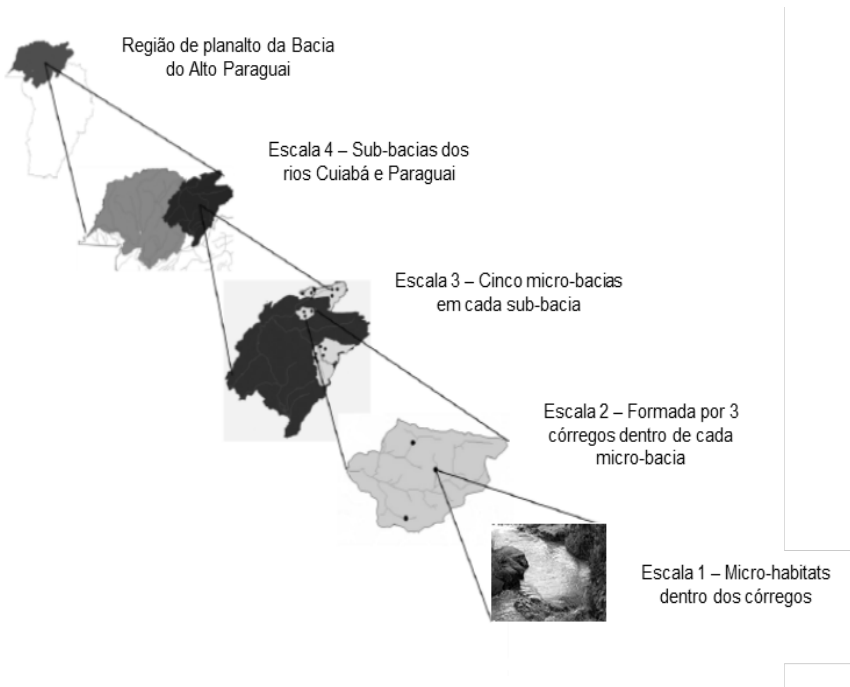 Região de planalto da Bacia
do Alto Paraguai
Escala 4 – Sub-bacias dos
rios Cuiabá e Paraguai
Escala 3 – Cinco micro-bacias
em cada sub-bacia
Escala 2 – Formada por 3
córregos dentro de cada
micro-bacia
Escala 1 – Micro-habitats
dentro dos córregos